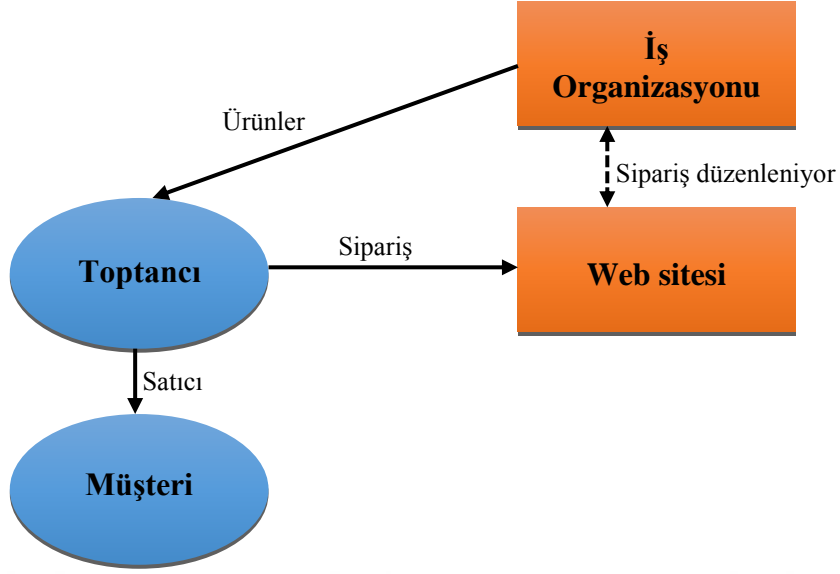 İş
Organizasyonu
Ürünler
Sipariş düzenleniyor
Toptancı
Sipariş
Web sitesi
Satıcı
Müşteri